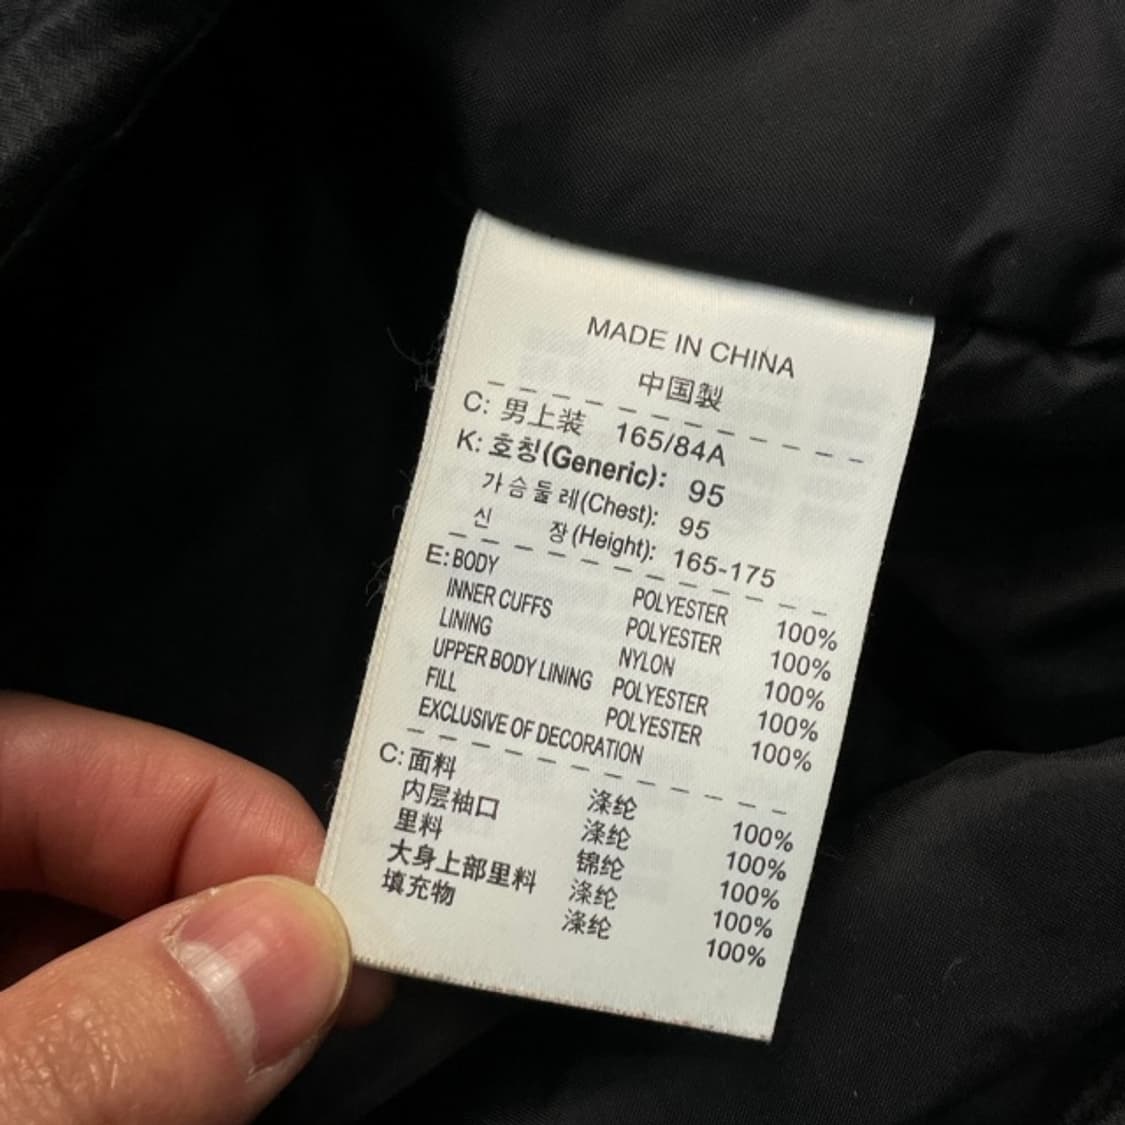 MADE IN CHINA
中国製
C: 男上装 165/84A
K: 호칭(Generic): 95
가슴둘레(Chest): 95
신 장(Height): 165-175
E: BODY POLYESTER 100%
INNER CUFFS POLYESTER 100%
LINING NYLON 100%
UPPER BODY LINING POLYESTER 100%
FILL POLYESTER 100%
EXCLUSIVE OF DECORATION
C: 面料 涤纶 100%
内层袖口 涤纶 100%
里料 锦纶 100%
大身上部里料 涤纶 100%
填充物 涤纶 100%